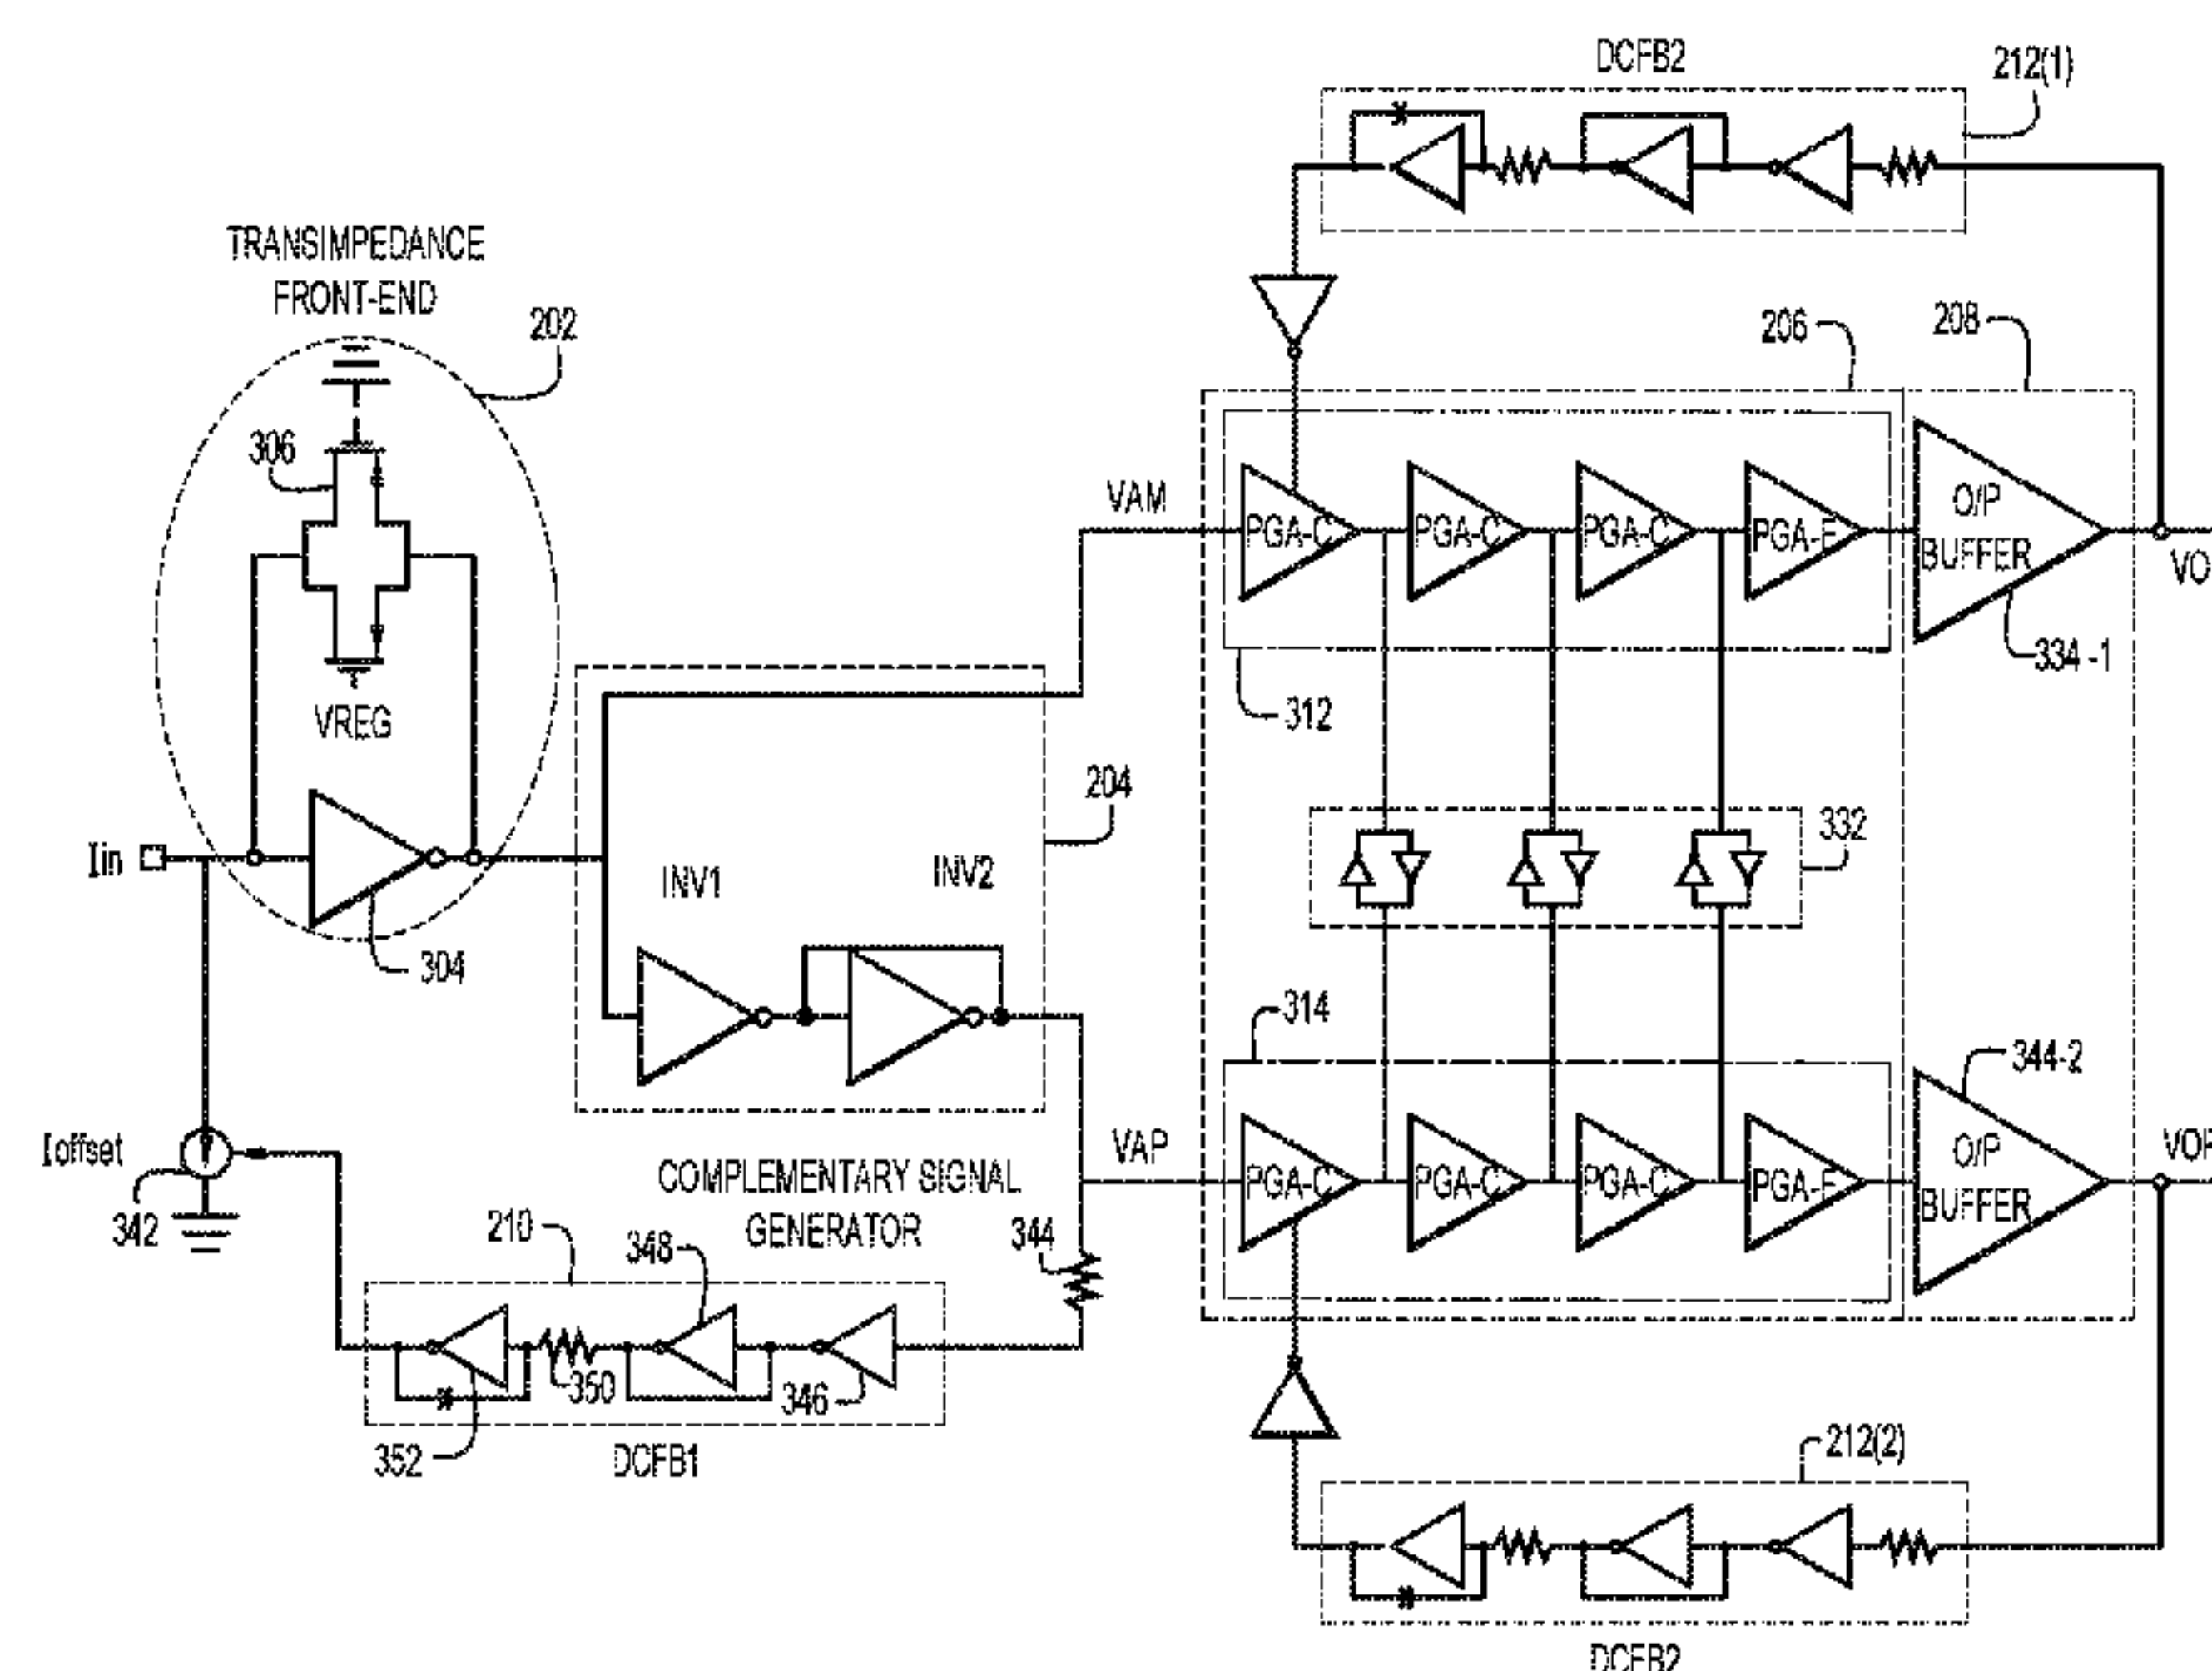 DCFB2
212(1)
TRANSIMPEDANCE
FRONT-END
202
206
208
306
VAM
PGA-C
PGA-C
PGA-C
PGA-F
O/P
BUFFER
VO
334-1
VREG
312
204
332
Iin
INV1
INV2
304
314
344-2
Ioffset
VAP
PGA-C
PGA-C
PGA-C
PGA-F
O/P
BUFFER
VOP
COMPLEMENTARY SIGNAL
GENERATOR
342
210
348
344
350
346
352
DCFB1
212(2)
DCFB2